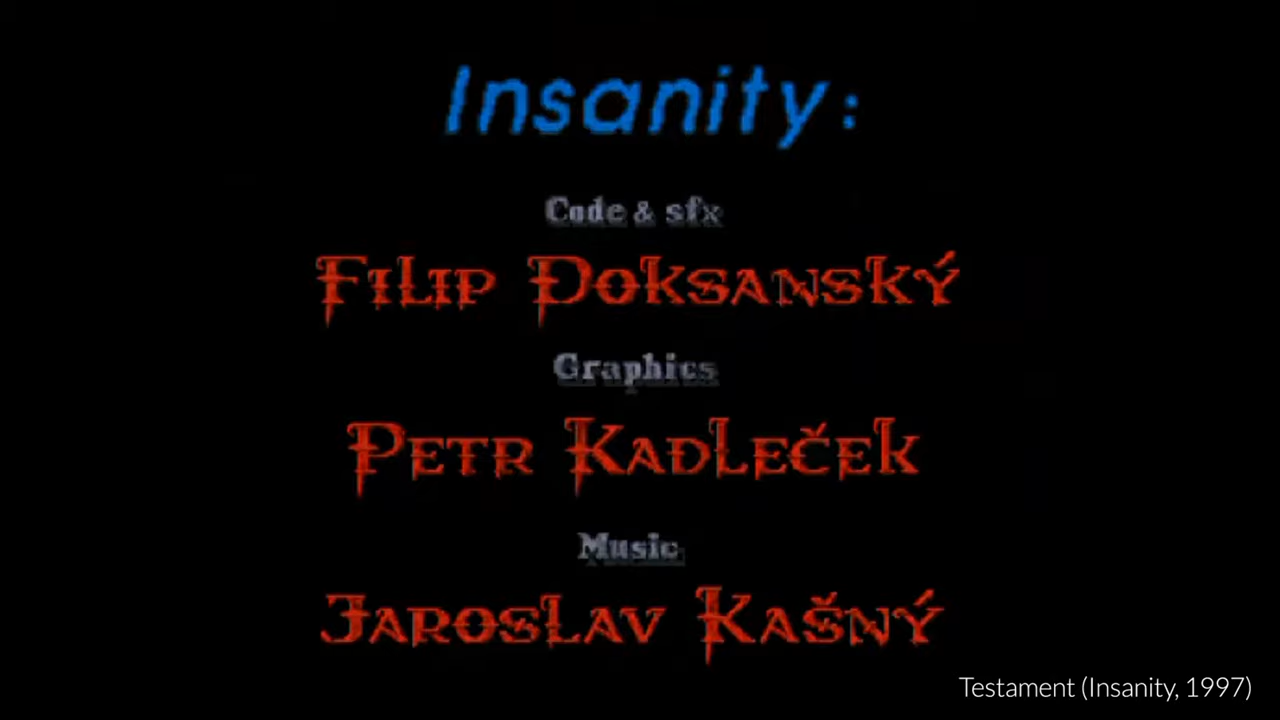 Insanity:
Code & sfx
Filip Doksanský
Graphics
Petr Kadleček
Music
Jaroslav Kašný
Testament (Insanity, 1997)